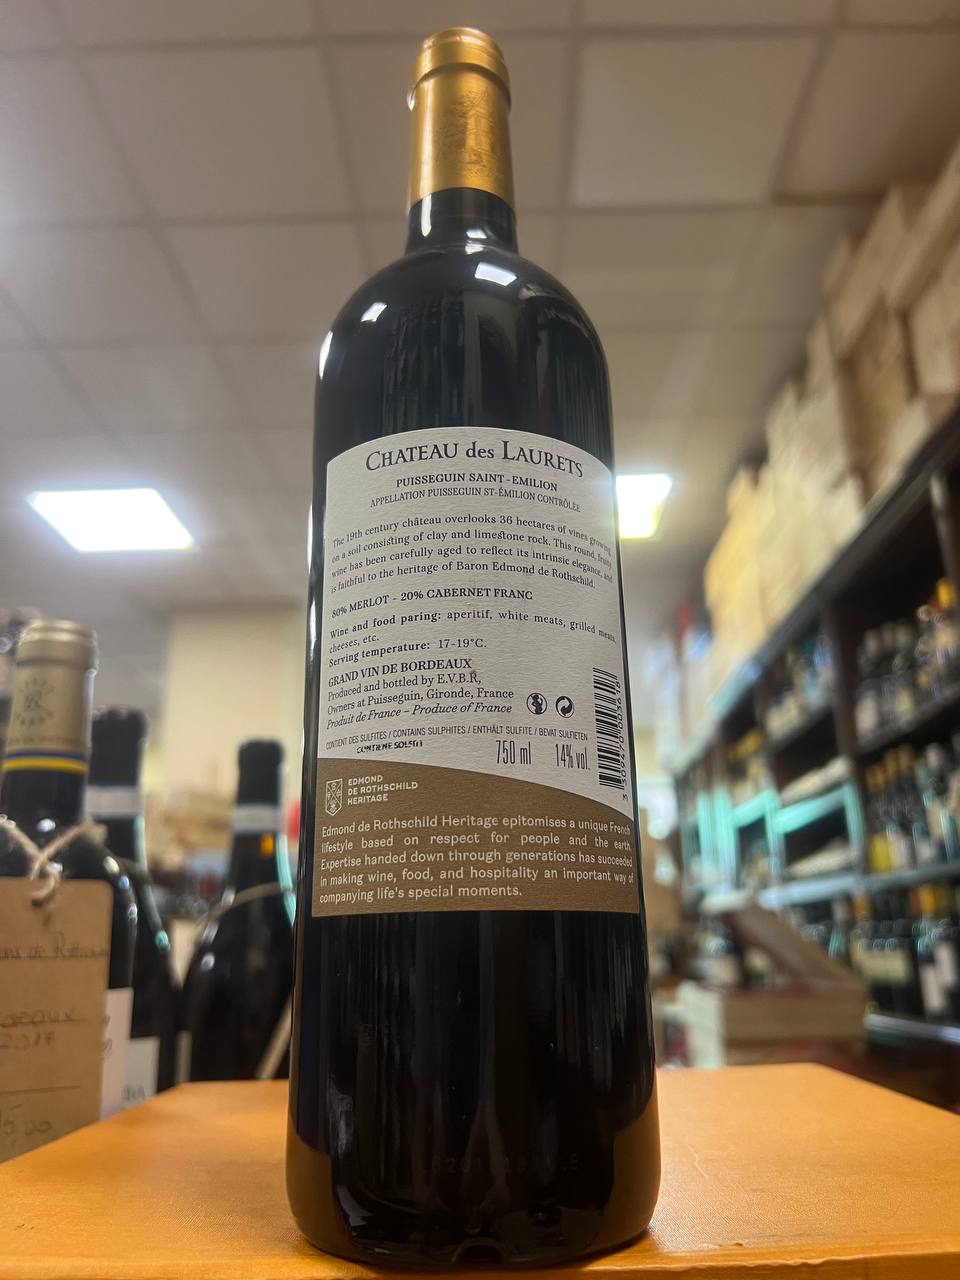 CHATEAU des LAURETS
PUISSEGUIN SAINT-EMILION
APPELLATION PUISSEGUIN ST-ÉMILION CONTRÔLÉE
The 19th century château overlooks 36 hectares of vines growing
on a soil consisting of clay and limestone rock. This round, fruity
wine has been carefully aged to reflect its intrinsic elegance, and
is faithful to the heritage of Baron Edmond de Rothschild.
80% MERLOT - 20% CABERNET FRANC
Wine and food paring: aperitif, white meats, grilled meats,
cheeses, etc.
Serving temperature: 17-19°C.
GRAND VIN DE BORDEAUX
Produced and bottled by E.V.B.R,
Owners at Puisseguin, Gironde, France
Produit de France – Produce of France
CONTIENT DES SULFITES / CONTAINS SULPHITES / ENTHÄLT SULFITE / BEVAT SULFIETEN
CONTIENE SOLFITI
750 ml 14% vol.
EDMOND
DE ROTHSCHILD
HERITAGE
Edmond de Rothschild Heritage epitomises a unique French
lifestyle based on respect for people and the earth.
Expertise handed down through generations has succeeded
in making wine, food, and hospitality an important way of
companying life's special moments.
2017